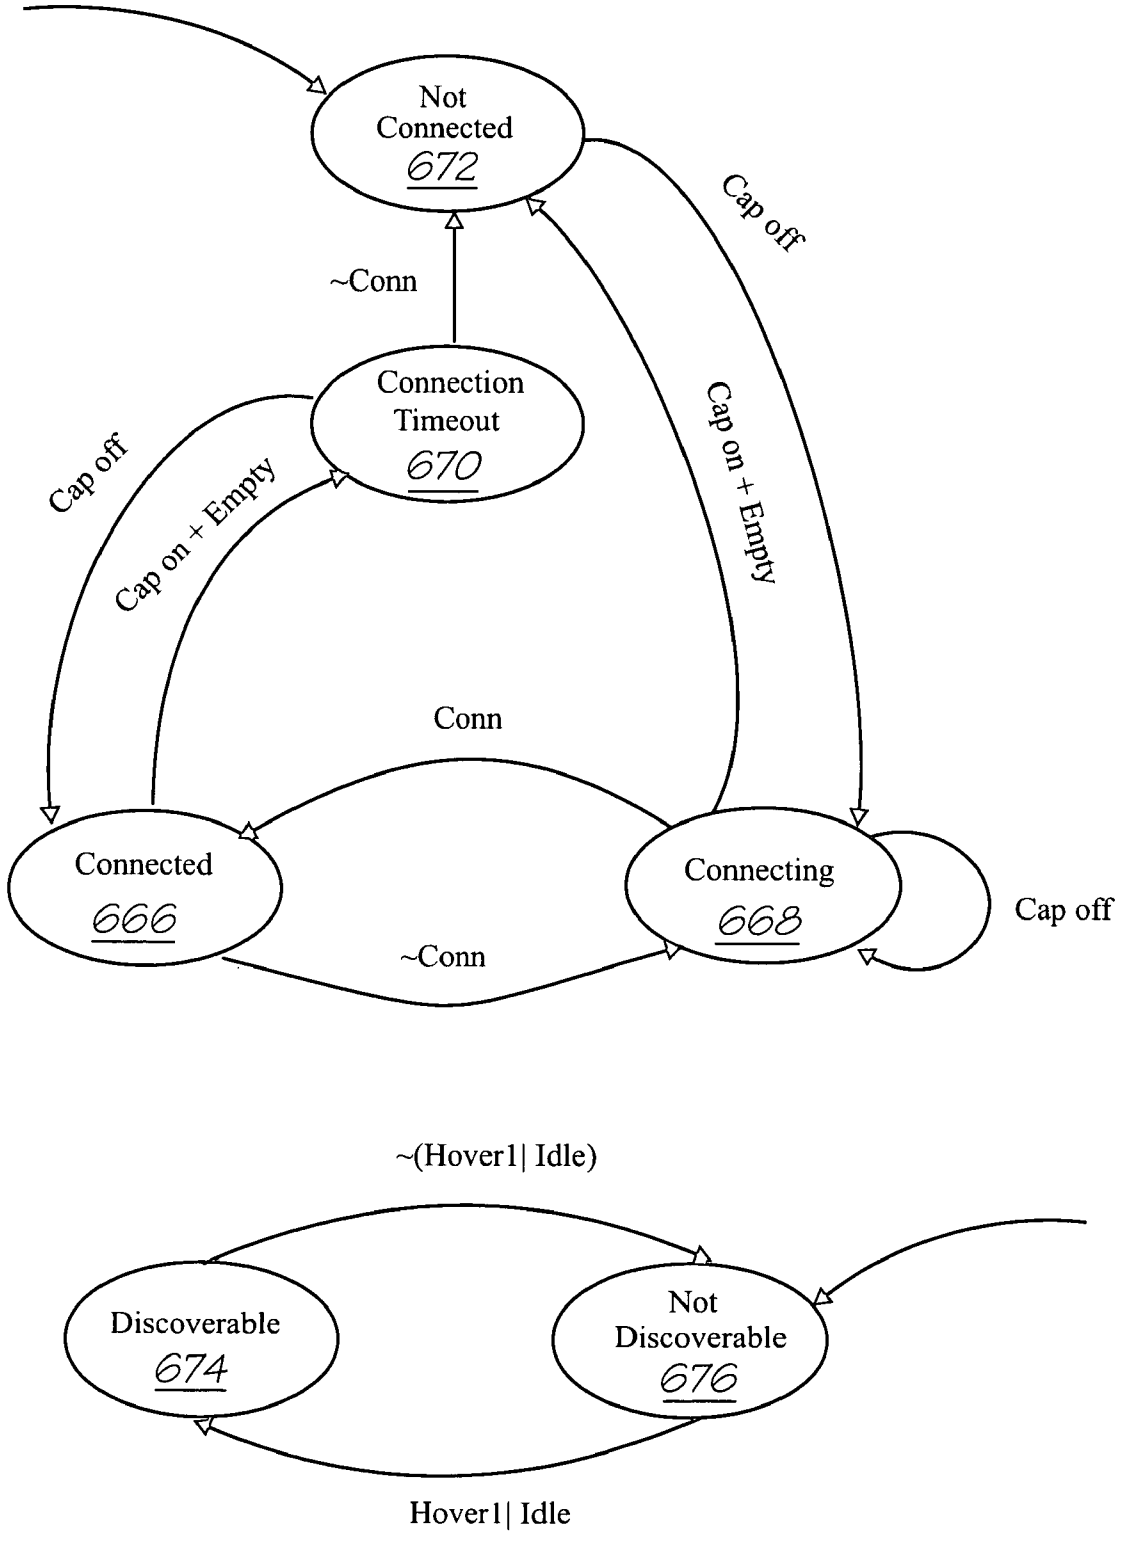 Not
Connected
672
Cap off
~Conn
Connection
Timeout
670
Cap off
Cap on + Empty
Cap on + Empty
Conn
Connected
666
Connecting
668
Cap off
~Conn
~(Hover1| Idle)
Discoverable
674
Not
Discoverable
676
Hover1| Idle